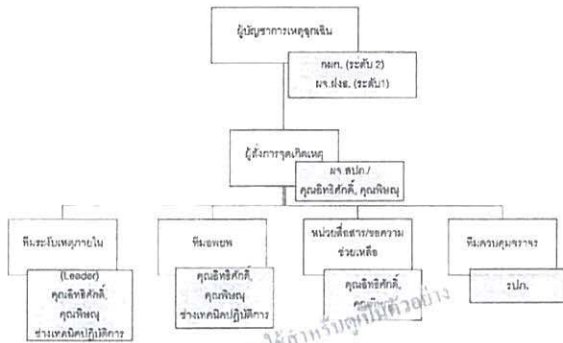 ผู้บัญชาการเหตุฉุกเฉิน
กผก. (ระดับ 2)
ผจ.ฝงธ. (ระดับ1)
ผู้สั่งการจุดเกิดเหตุ
ผจ.สปก./
คุณอิทธิศักดิ์, คุณพิษณุ
ทีมระงับเหตุภายใน
(Leader)
คุณอิทธิศักดิ์,
คุณพิษณุ
ช่างเทคนิคปฏิบัติการ
ทีมอพยพ
คุณอิทธิศักดิ์,
คุณพิษณุ
ช่างเทคนิคปฏิบัติการ
หน่วยสื่อสาร/ขอความ
ช่วยเหลือ
คุณอิทธิศักดิ์,
ทีมควบคุมจราจร
รปภ.
ใช้สำหรับดูเป็นตัวอย่าง